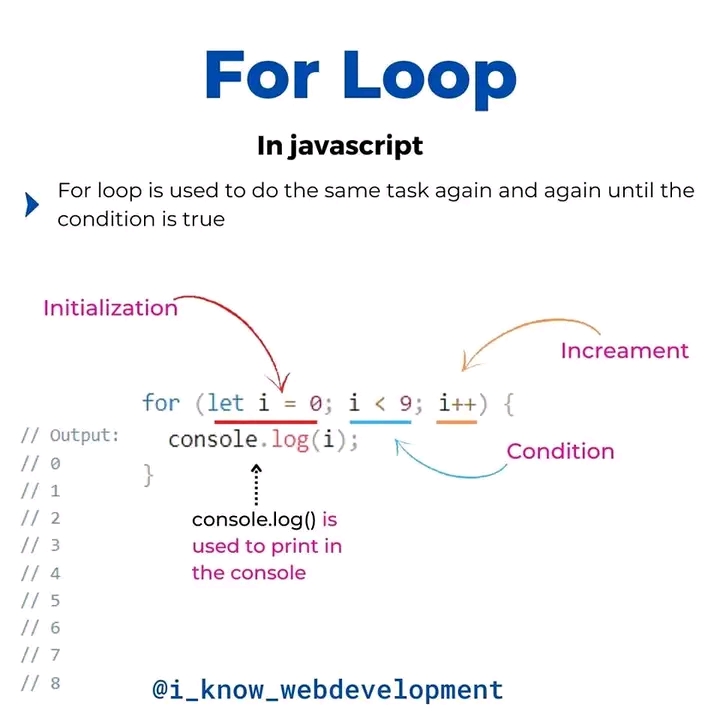 For Loop
In javascript
For loop is used to do the same task again and again until the
condition is true
Initialization
Increament
for (let i = 0; i < 9; i++) {
console.log(i);
}
Condition
console.log() is
used to print in
the console
// Output:
// 0
// 1
// 2
// 3
// 4
// 5
// 6
// 7
// 8
@i_know_webdevelopment